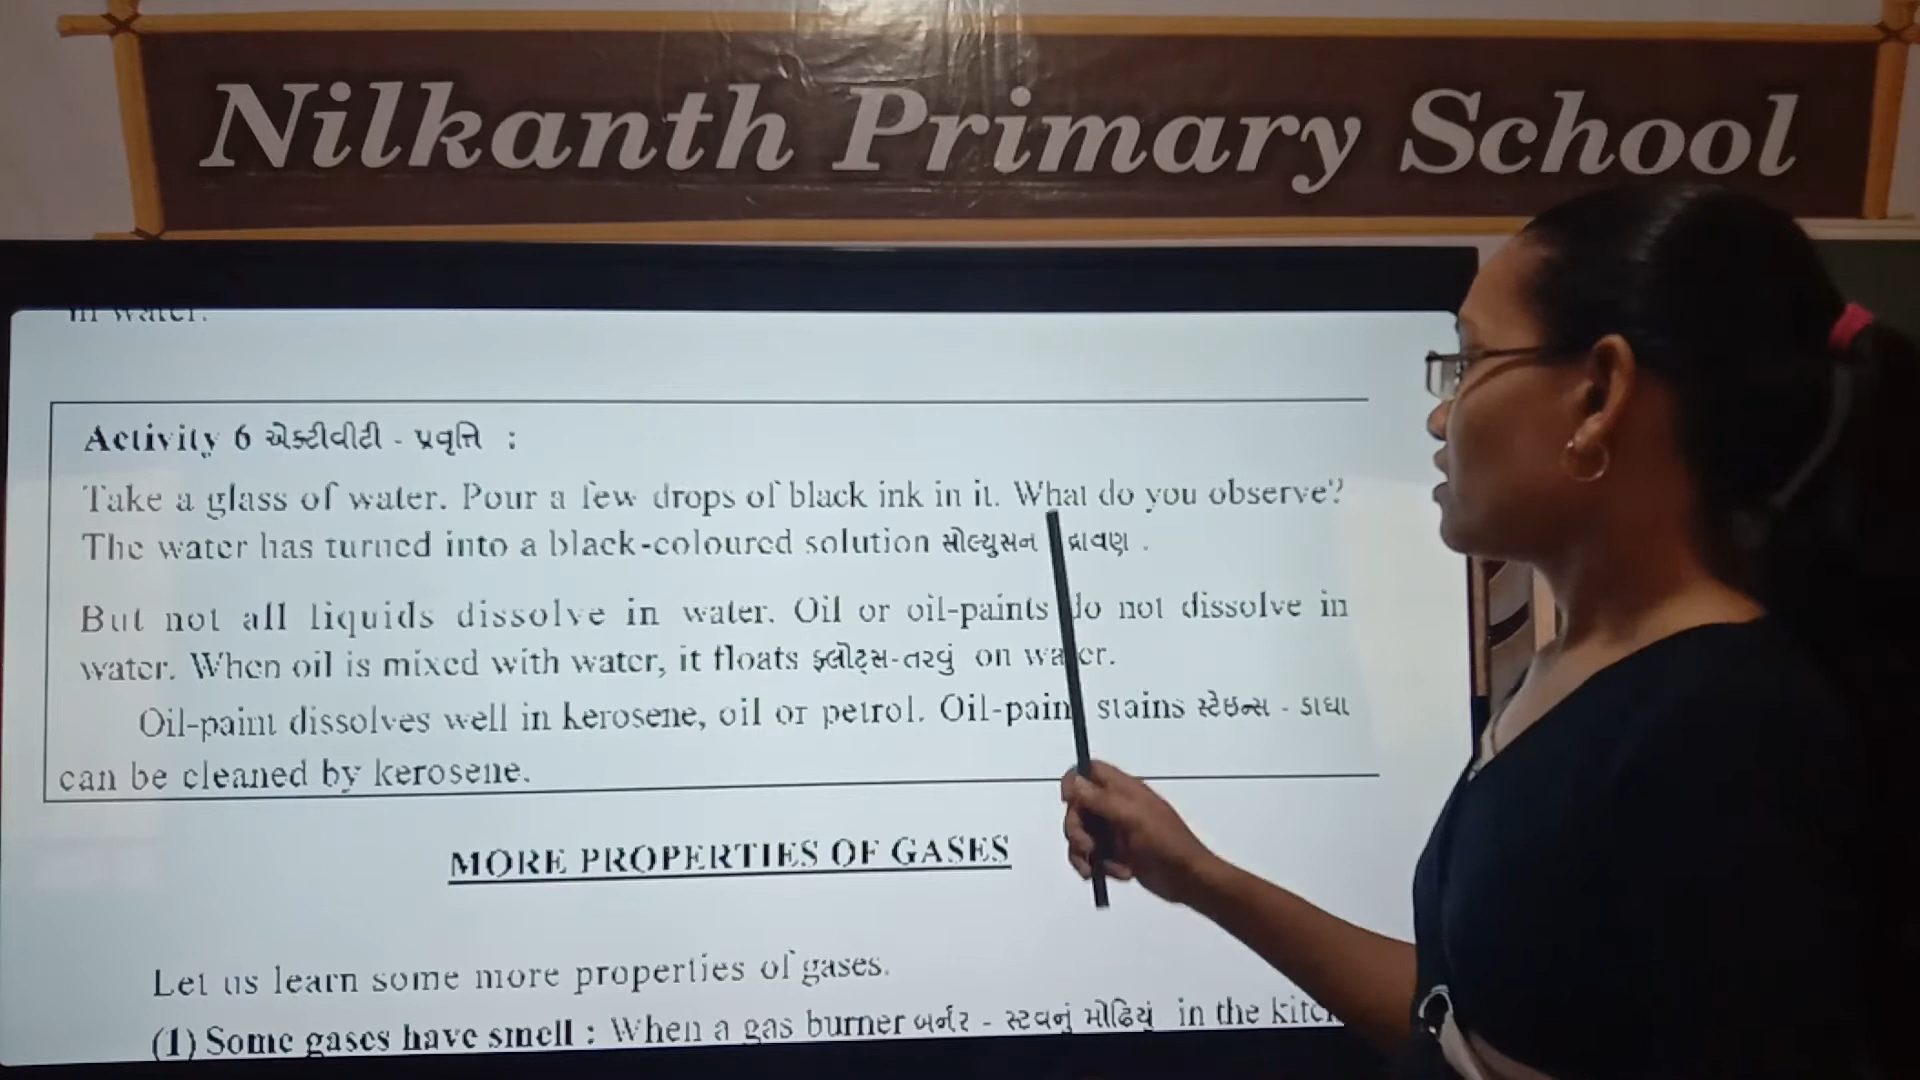 Nilkanth Primary School
in water.
Activity 6 એક્ટીવીટી - પ્રવૃત્તિ :
Take a glass of water. Pour a few drops of black ink in it. What do you observe?
The water has turned into a black-coloured solution સોલ્યુસન દ્રાવણ .
But not all liquids dissolve in water. Oil or oil-paints do not dissolve in
water. When oil is mixed with water, it floats ફ્લોટ્સ-તરવું on water.
Oil-paint dissolves well in kerosene, oil or petrol. Oil-paint stains સ્ટેઇન્સ - ડાઘા
can be cleaned by kerosene.
MORE PROPERTIES OF GASES
Let us learn some more properties of gases.
(1) Some gases have smell : When a gas burner બર્નર - સ્ટવનું મોઢિયું in the